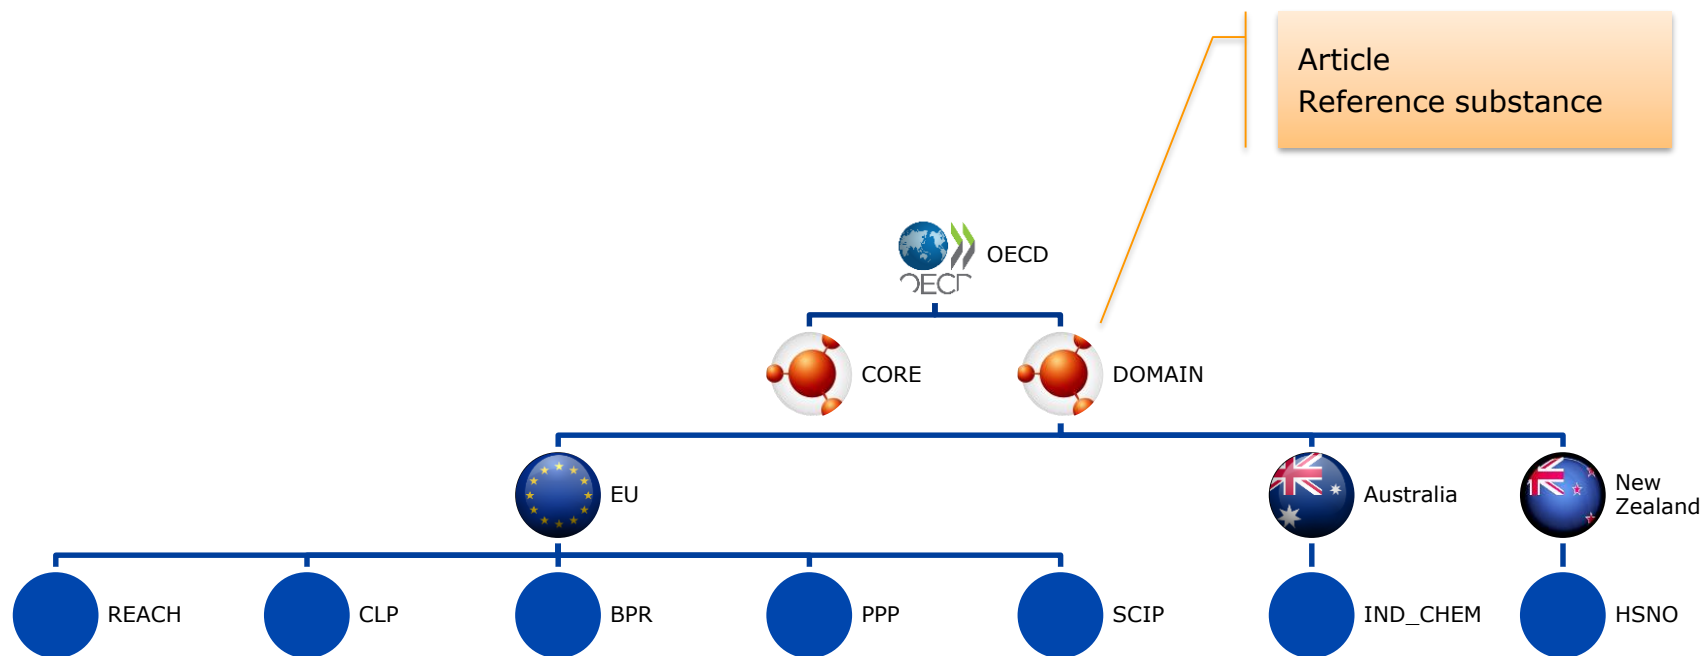 Article
Reference substance
OECD
OECD
CORE
DOMAIN
EU
Australia
New
Zealand
REACH
CLP
BPR
PPP
SCIP
IND_CHEM
HSNO